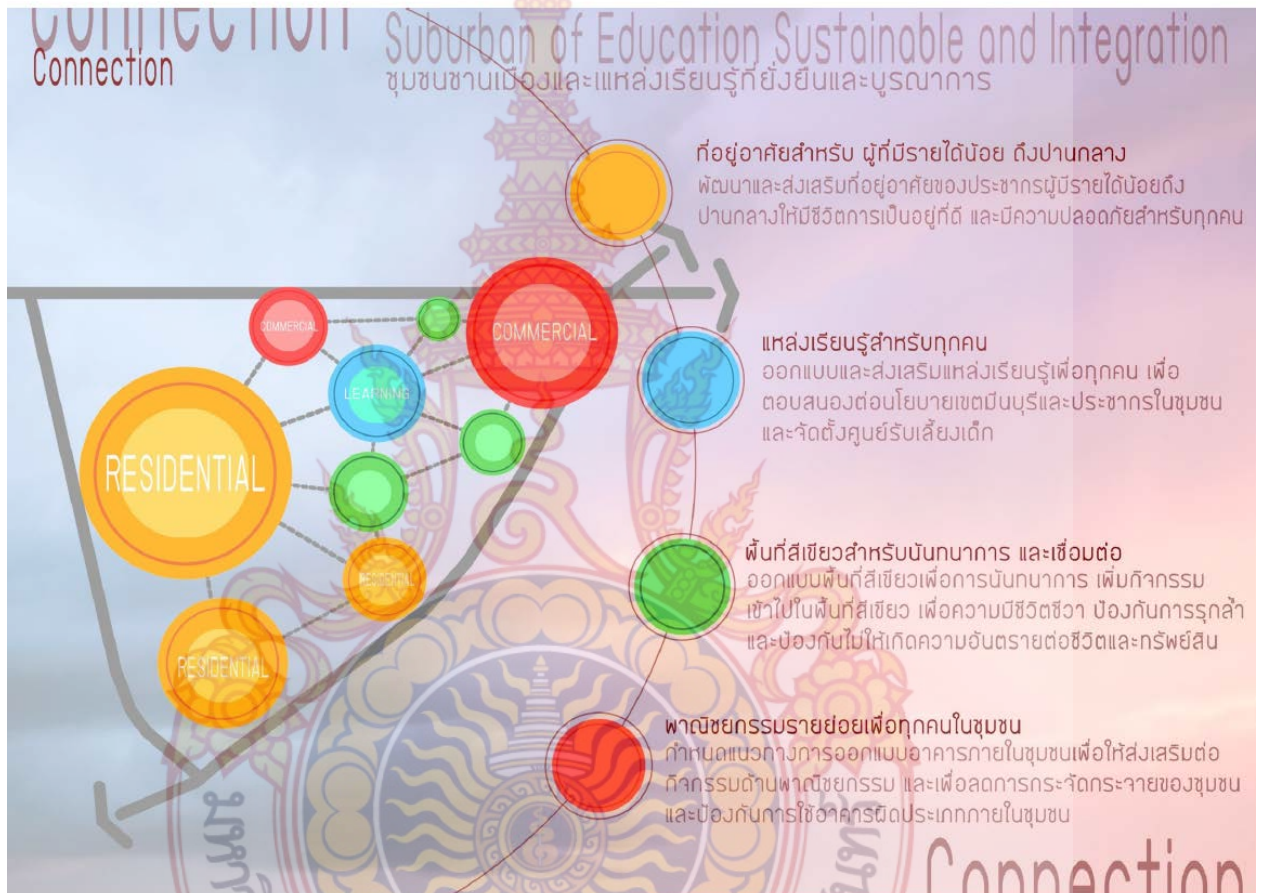 Connection
Connection
Suburban of Education Sustainable and Integration
ชุมชนชานเมืองและแหล่งเรียนรู้ที่ยั่งยืนและบูรณาการ
ที่อยู่อาศัยสำหรับ ผู้ที่มีรายได้น้อย ถึงปานกลาง
พัฒนาและส่งเสริมที่อยู่อาศัยของประชากรผู้มีรายได้น้อยถึง
ปานกลางให้มีชีวิตการเป็นอยู่ที่ดี และมีความปลอดภัยสำหรับทุกคน
COMMERCIAL
COMMERCIAL
LEARNING
RESIDENTIAL
RESIDENTIAL
RESIDENTIAL
แหล่งเรียนรู้สำหรับทุกคน
ออกแบบและส่งเสริมแหล่งเรียนรู้เพื่อทุกคน เพื่อ
ตอบสนองต่อนโยบายเขตมีนบุรีและประชากรในชุมชน
และจัดตั้งศูนย์รับเลี้ยงเด็ก
พื้นที่สีเขียวสำหรับนันทนาการ และเชื่อมต่อ
ออกแบบพื้นที่สีเขียวเพื่อการนันทนาการ เพิ่มกิจกรรม
เข้าไปในพื้นที่สีเขียว เพื่อความมีชีวิตชีวา ป้องกันการรุกล้ำ
และป้องกันไม่ให้เกิดความอันตรายต่อชีวิตและทรัพย์สิน
พาณิชยกรรมรายย่อยเพื่อทุกคนในชุมชน
กำหนดแนวทางการออกแบบอาคารภายในชุมชนเพื่อให้ส่งเสริมต่อ
กิจกรรมด้านพาณิชยกรรม และเพื่อลดการกระจัดกระจายของชุมชน
และป้องกันการใช้อาคารผิดประเภทภายในชุมชน
Connection